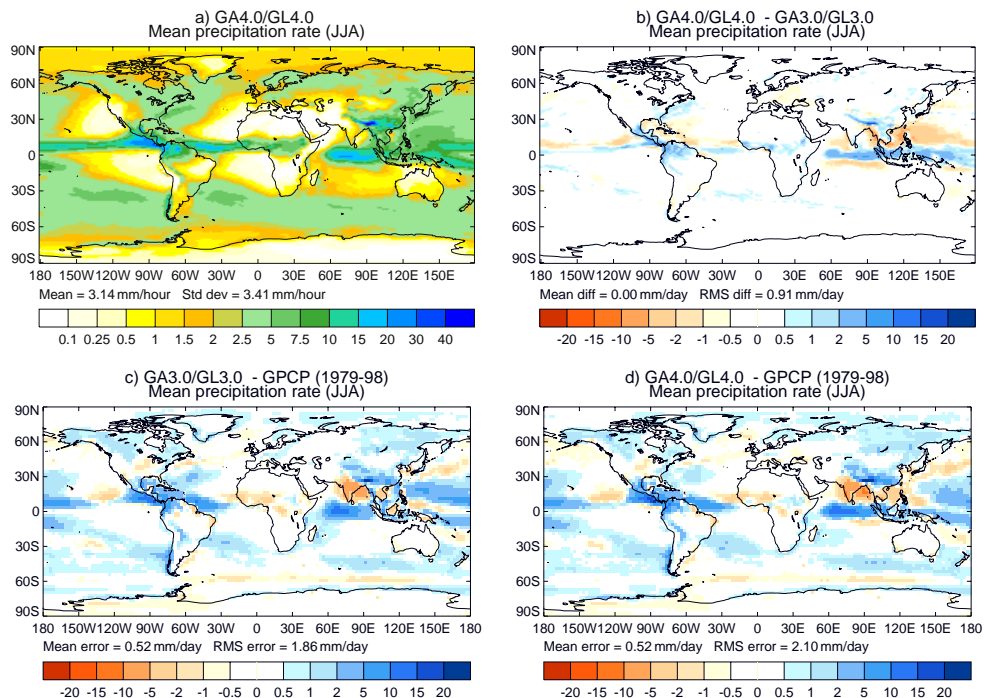 a) GA4.0/GL4.0
Mean precipitation rate (JJA)
90N
60N
30N
0
30S
60S
90S
180 150W 120W 90W 60W 30W 0 30E 60E 90E 120E 150E
Mean = 3.14 mm/hour Std dev = 3.41 mm/hour
0.1 0.25 0.5 1 1.5 2 2.5 5 7.5 10 15 20 30 40
b) GA4.0/GL4.0 - GA3.0/GL3.0
Mean precipitation rate (JJA)
90N
60N
30N
0
30S
60S
90S
180 150W 120W 90W 60W 30W 0 30E 60E 90E 120E 150E 180
Mean diff = 0.00 mm/day RMS diff = 0.91 mm/day
-20 -15 -10 -5 -2 -1 -0.5 0 0.5 1 2 5 10 15 20
c) GA3.0/GL3.0 - GPCP (1979-98)
Mean precipitation rate (JJA)
90N
60N
30N
0
30S
60S
90S
180 150W 120W 90W 60W 30W 0 30E 60E 90E 120E 150E 180
Mean error = 0.52 mm/day RMS error = 1.86 mm/day
-20 -15 -10 -5 -2 -1 -0.5 0 0.5 1 2 5 10 15 20
d) GA4.0/GL4.0 - GPCP (1979-98)
Mean precipitation rate (JJA)
90N
60N
30N
0
30S
60S
90S
180 150W 120W 90W 60W 30W 0 30E 60E 90E 120E 150E 180
Mean error = 0.52 mm/day RMS error = 2.10 mm/day
-20 -15 -10 -5 -2 -1 -0.5 0 0.5 1 2 5 10 15 20